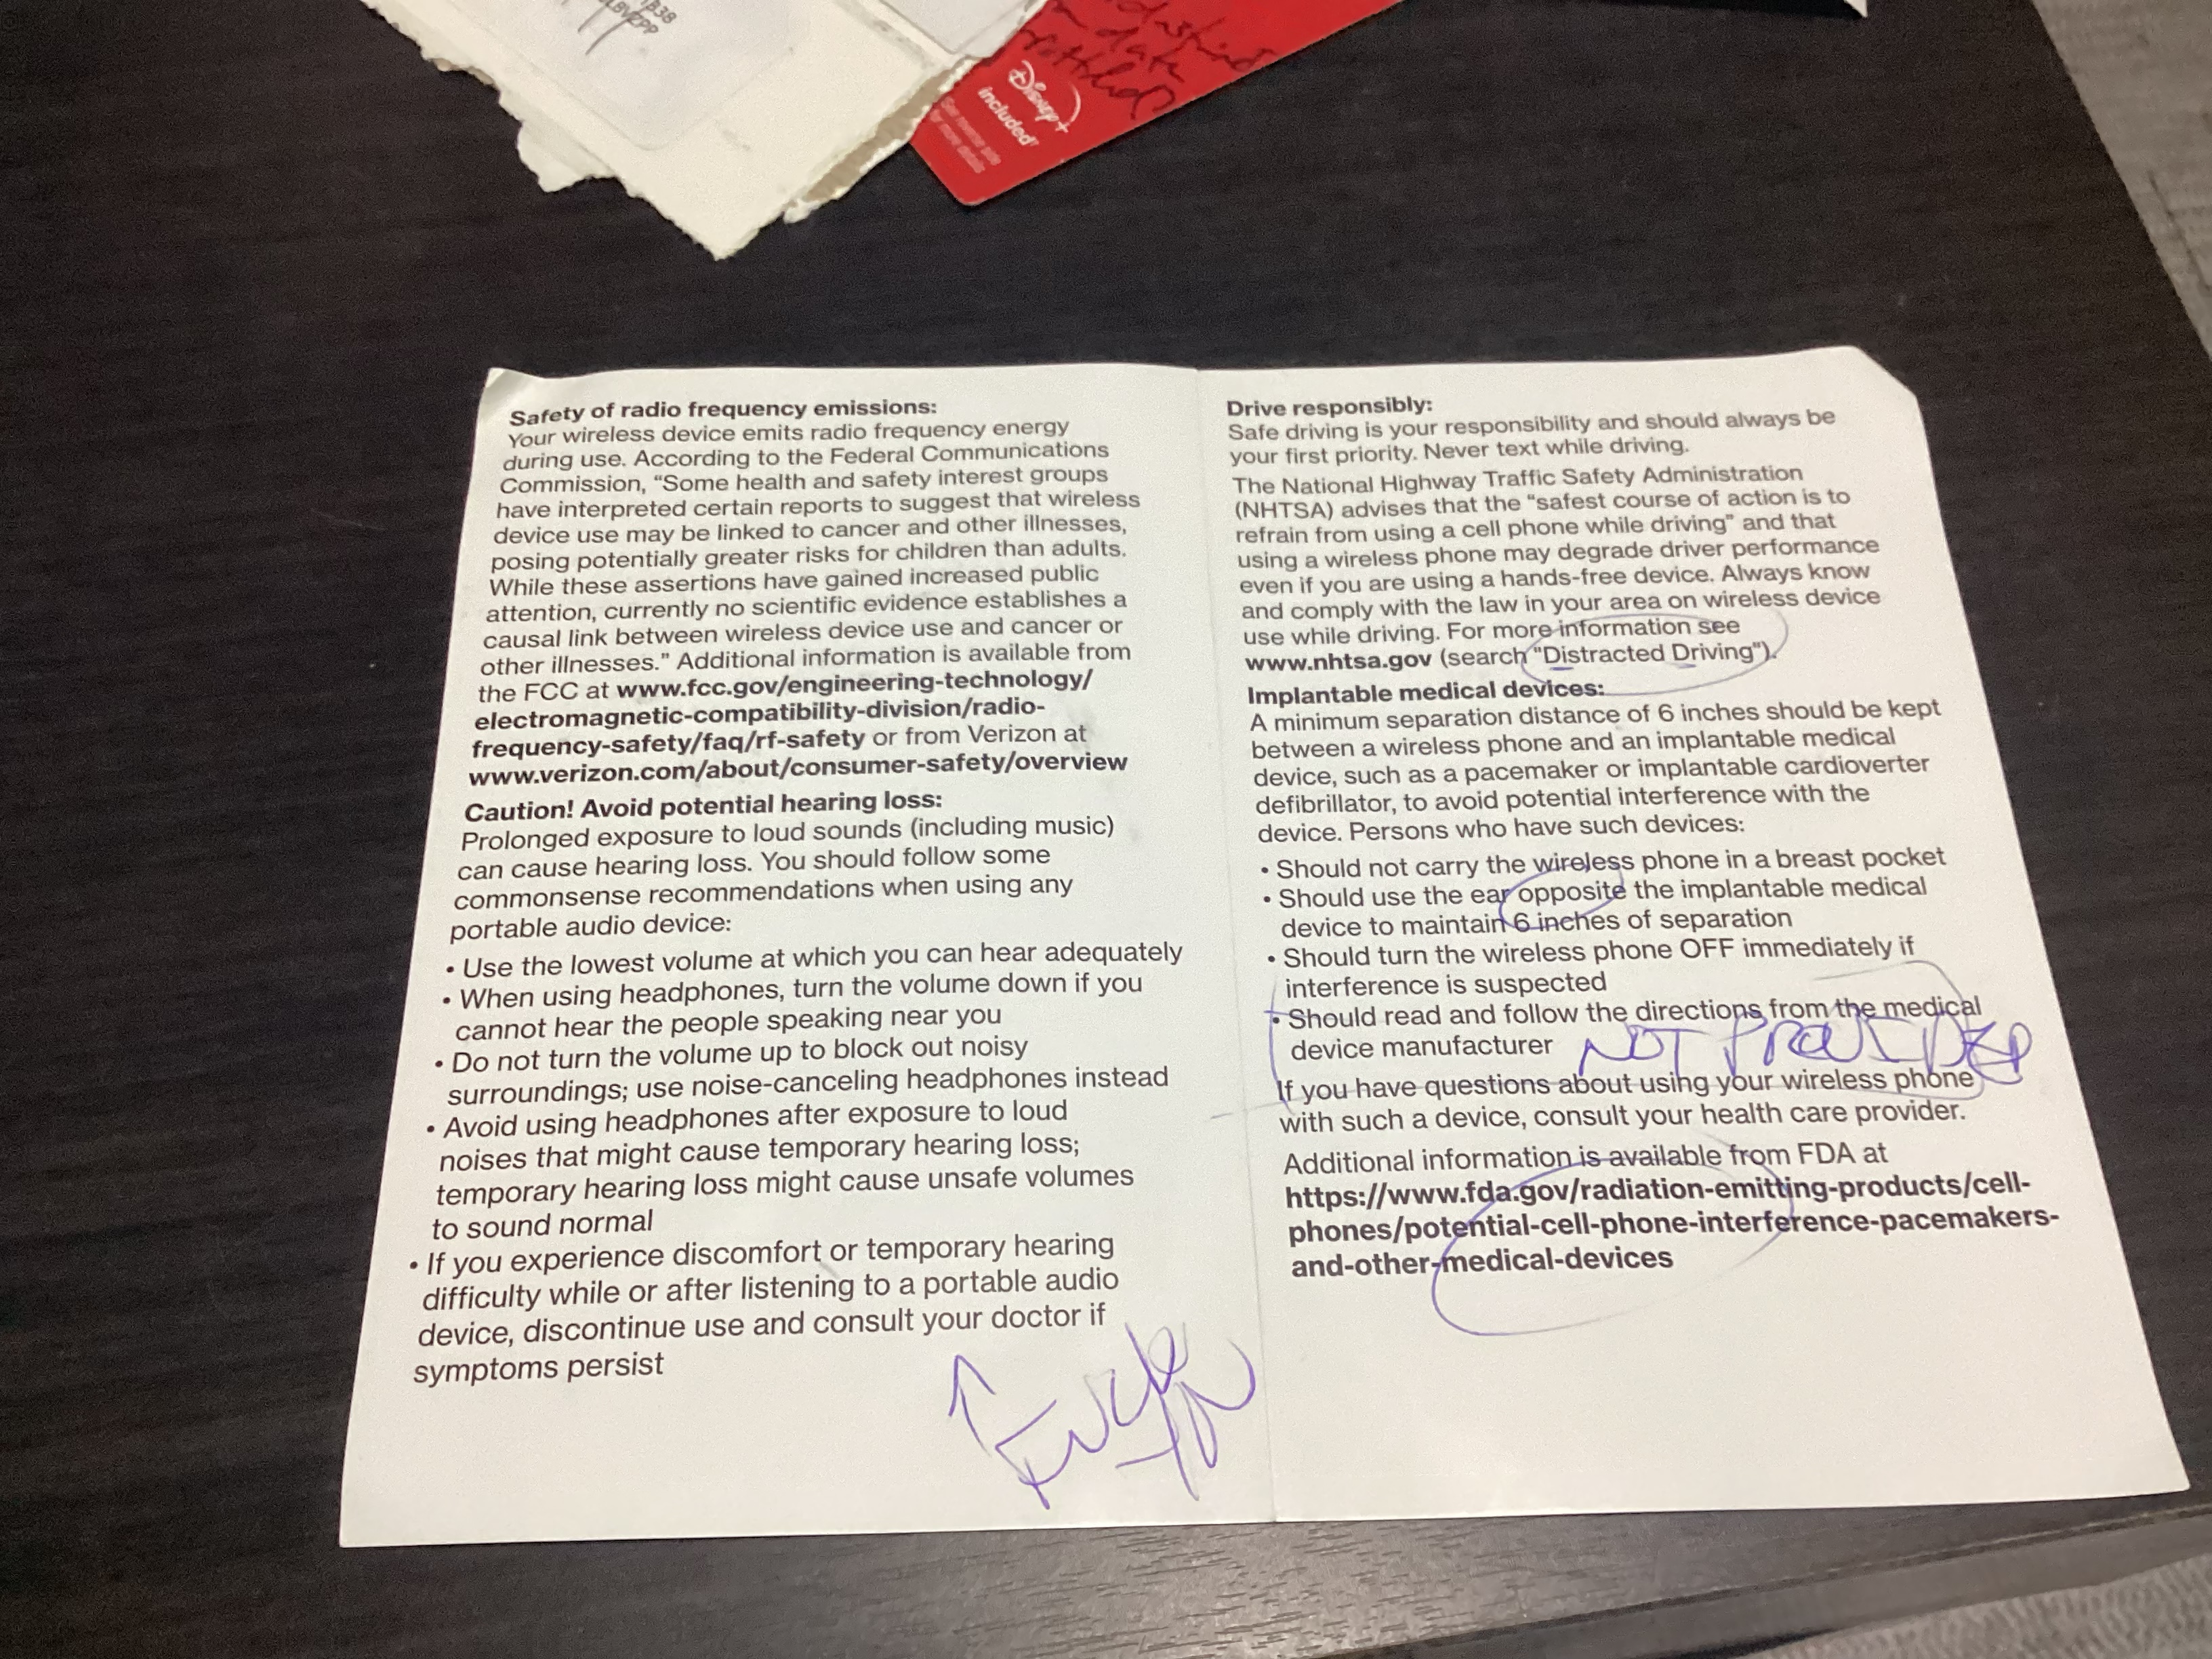 1B38
LBVZPP
Disney+
included
See reverse side
for more details
Safety of radio frequency emissions:
Your wireless device emits radio frequency energy
during use. According to the Federal Communications
Commission, “Some health and safety interest groups
have interpreted certain reports to suggest that wireless
device use may be linked to cancer and other illnesses,
posing potentially greater risks for children than adults.
While these assertions have gained increased public
attention, currently no scientific evidence establishes a
causal link between wireless device use and cancer or
other illnesses.” Additional information is available from
the FCC at www.fcc.gov/engineering-technology/
electromagnetic-compatibility-division/radio-
frequency-safety/faq/rf-safety or from Verizon at
www.verizon.com/about/consumer-safety/overview
Caution! Avoid potential hearing loss:
Prolonged exposure to loud sounds (including music)
can cause hearing loss. You should follow some
commonsense recommendations when using any
portable audio device:
• Use the lowest volume at which you can hear adequately
• When using headphones, turn the volume down if you
cannot hear the people speaking near you
• Do not turn the volume up to block out noisy
surroundings; use noise-canceling headphones instead
• Avoid using headphones after exposure to loud
noises that might cause temporary hearing loss;
temporary hearing loss might cause unsafe volumes
to sound normal
• If you experience discomfort or temporary hearing
difficulty while or after listening to a portable audio
device, discontinue use and consult your doctor if
symptoms persist
Fuck
you
Drive responsibly:
Safe driving is your responsibility and should always be
your first priority. Never text while driving.
The National Highway Traffic Safety Administration
(NHTSA) advises that the “safest course of action is to
refrain from using a cell phone while driving” and that
using a wireless phone may degrade driver performance
even if you are using a hands-free device. Always know
and comply with the law in your area on wireless device
use while driving. For more information see
www.nhtsa.gov (search “Distracted Driving”).
Implantable medical devices:
A minimum separation distance of 6 inches should be kept
between a wireless phone and an implantable medical
device, such as a pacemaker or implantable cardioverter
defibrillator, to avoid potential interference with the
device. Persons who have such devices:
• Should not carry the wireless phone in a breast pocket
• Should use the ear opposite the implantable medical
device to maintain 6 inches of separation
• Should turn the wireless phone OFF immediately if
interference is suspected
• Should read and follow the directions from the medical
device manufacturer NOT PROVIDED
If you have questions about using your wireless phone
with such a device, consult your health care provider.
Additional information is available from FDA at
https://www.fda.gov/radiation-emitting-products/cell-
phones/potential-cell-phone-interference-pacemakers-
and-other-medical-devices